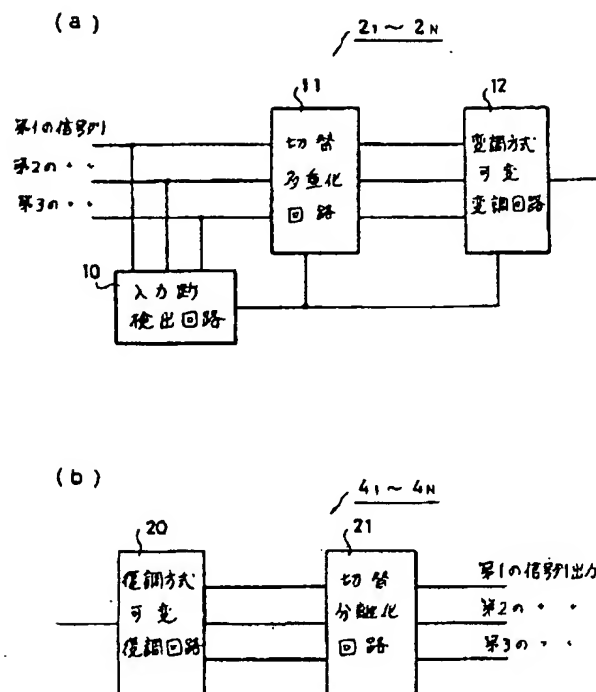 (a)
2₁〜2N
11
12
第1の信号列
第2の〃〃
第3の〃〃
切替
多重化
回路
変調方式
可変
変調回路
10
入力断
検出回路
(b)
4₁〜4N
20
21
復調方式
可変
復調回路
切替
分離化
回路
第1の信号列出力
第2の〃〃
第3の〃〃